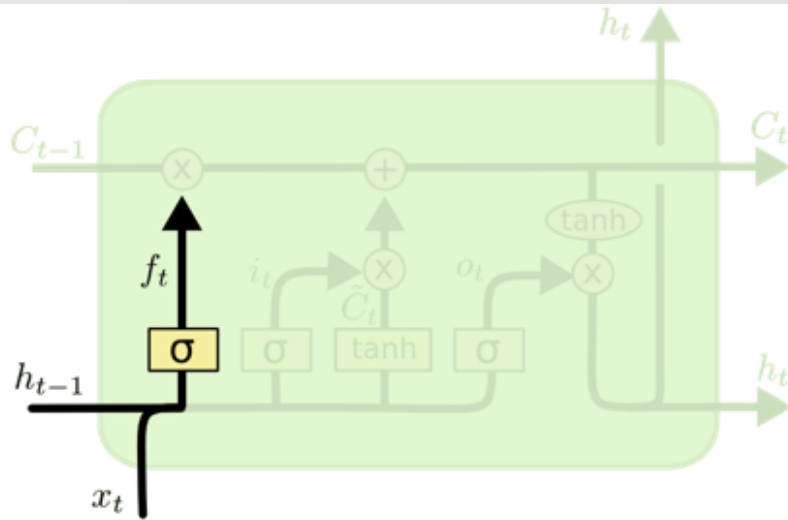 h_t
C_{t-1}
C_t
×
+
tanh
f_t
i_t
×
C̃_t
o_t
×
σ
σ
tanh
σ
h_{t-1}
h_t
x_t